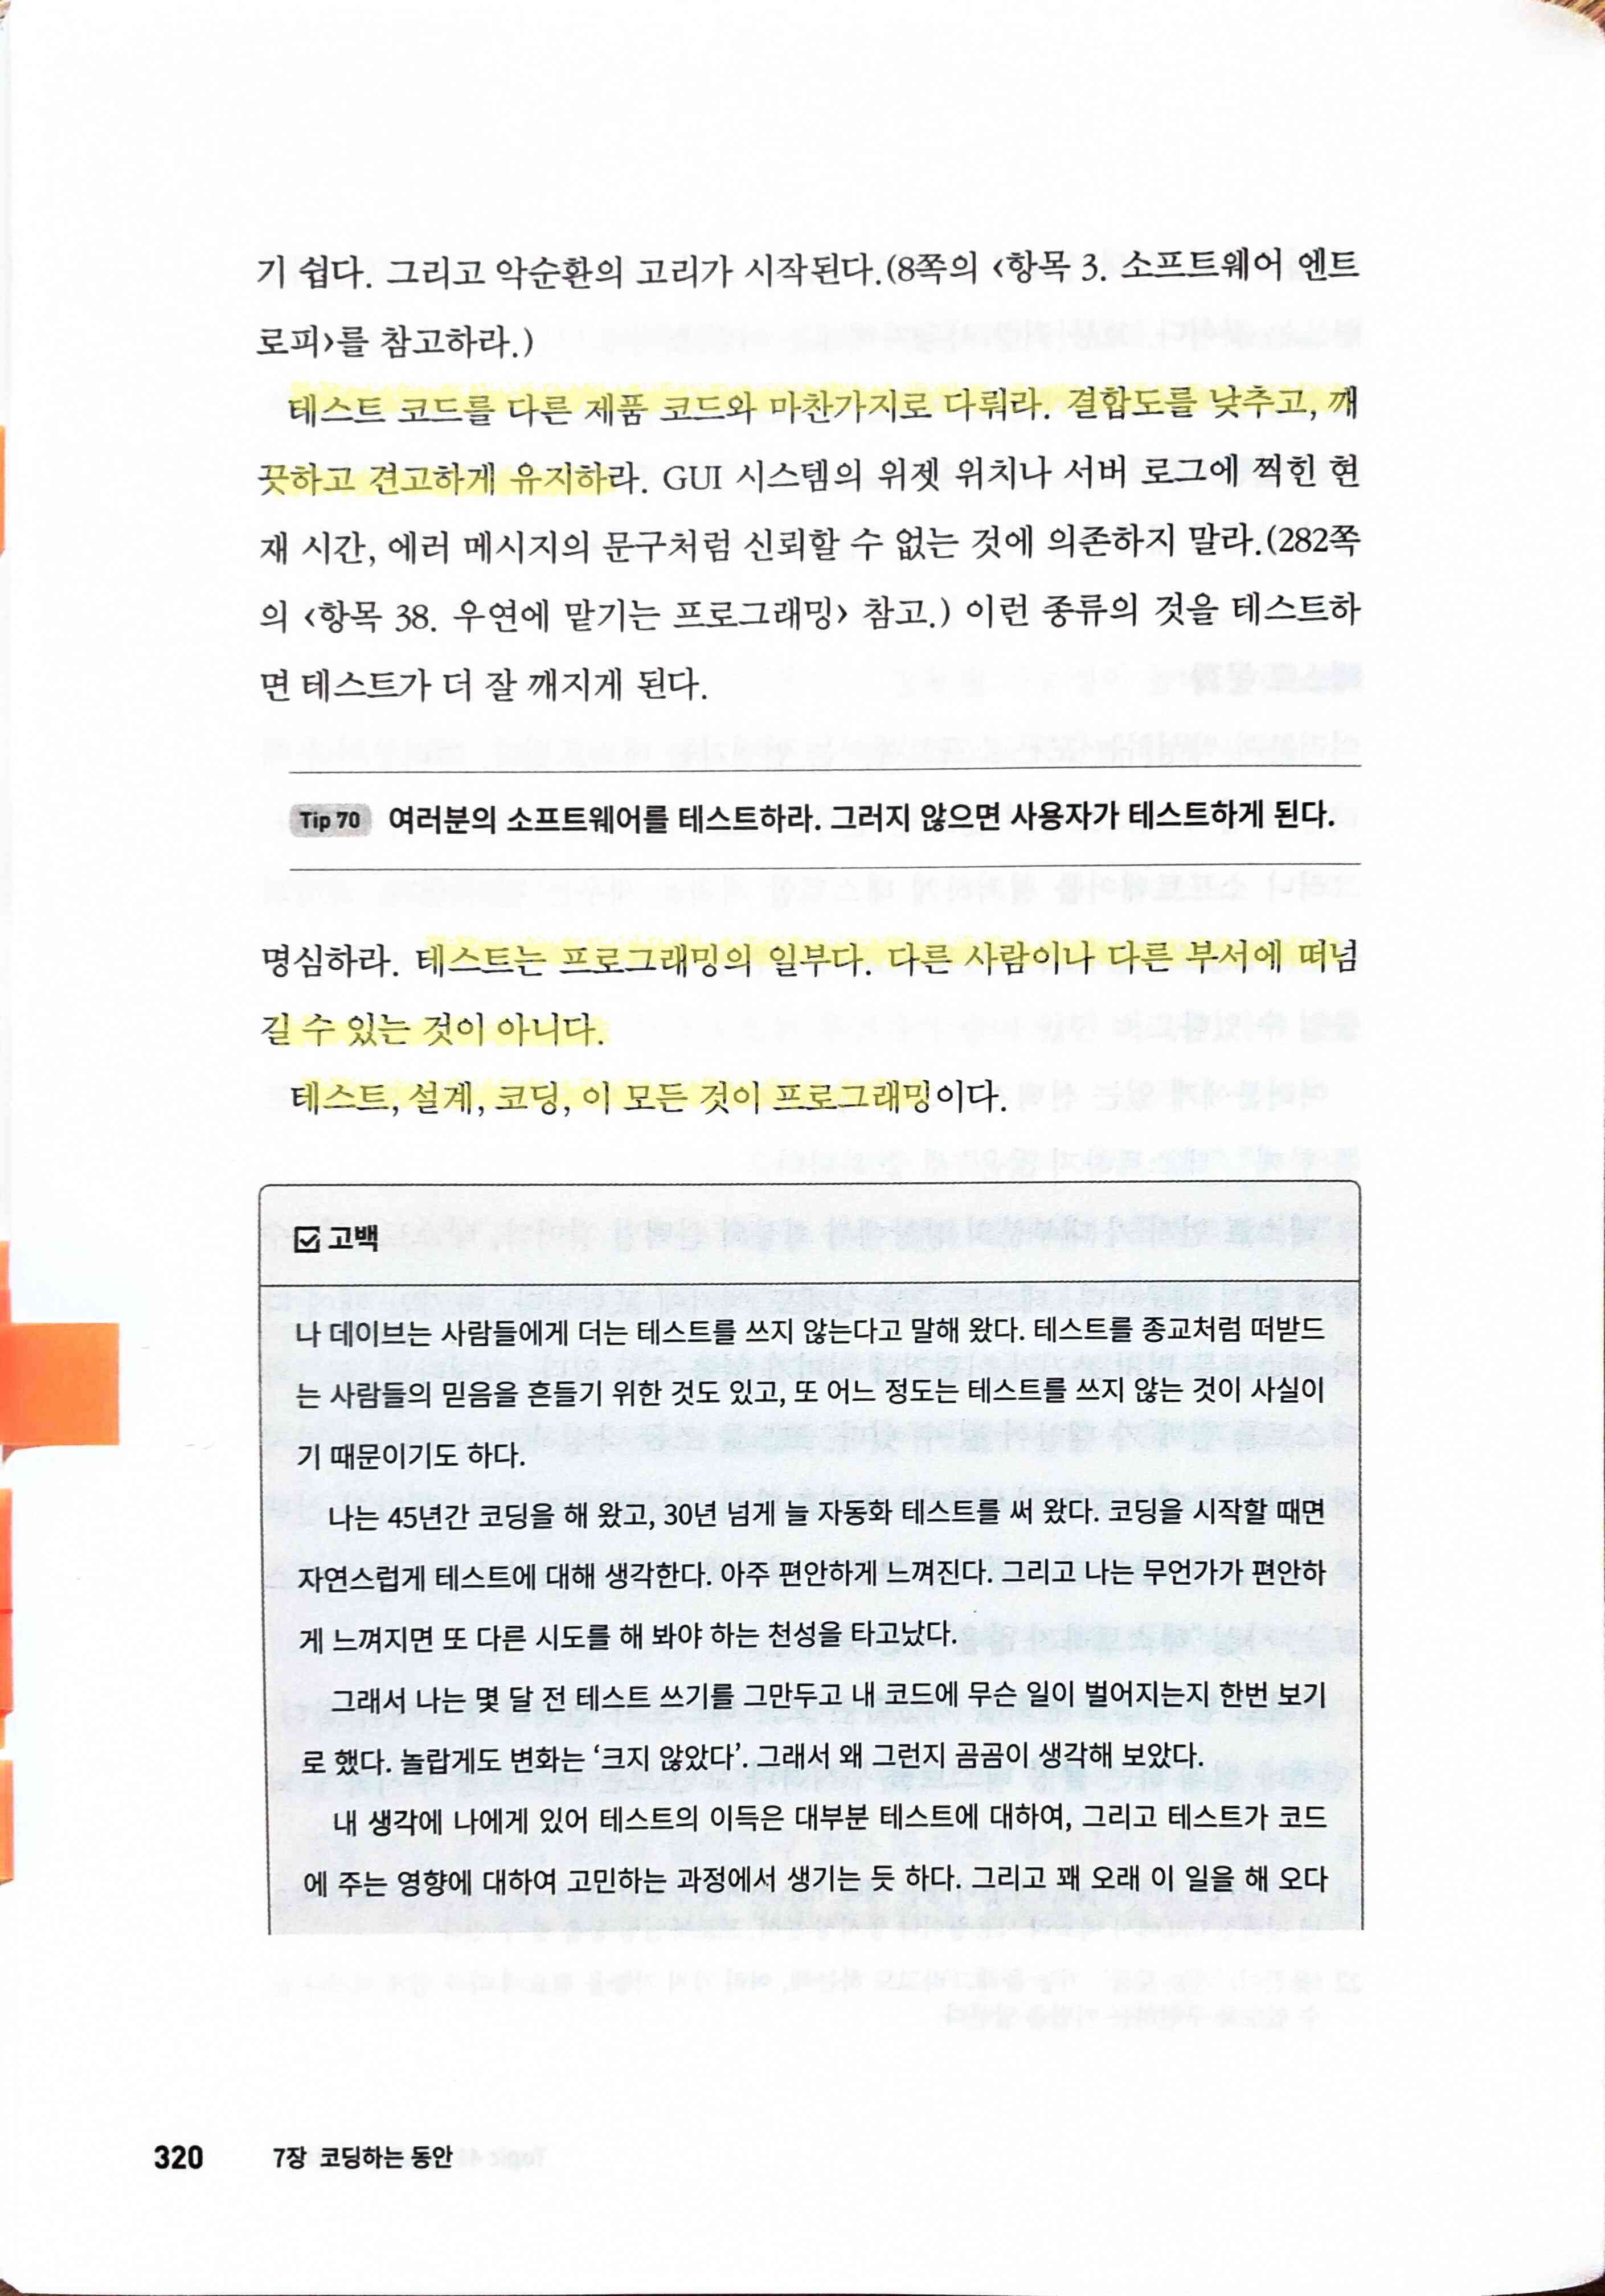 기 쉽다. 그리고 악순환의 고리가 시작된다.(8쪽의 <항목 3. 소프트웨어 엔트
로피>를 참고하라.)
테스트 코드를 다른 제품 코드와 마찬가지로 다뤄라. 결합도를 낮추고, 깨
끗하고 견고하게 유지하라. GUI 시스템의 위젯 위치나 서버 로그에 찍힌 현
재 시간, 에러 메시지의 문구처럼 신뢰할 수 없는 것에 의존하지 말라.(282쪽
의 <항목 38. 우연에 맡기는 프로그래밍> 참고.) 이런 종류의 것을 테스트하
면 테스트가 더 잘 깨지게 된다.
Tip 70 여러분의 소프트웨어를 테스트하라. 그러지 않으면 사용자가 테스트하게 된다.
명심하라. 테스트는 프로그래밍의 일부다. 다른 사람이나 다른 부서에 떠넘
길 수 있는 것이 아니다.
테스트, 설계, 코딩, 이 모든 것이 프로그래밍이다.
고백
나 데이브는 사람들에게 더는 테스트를 쓰지 않는다고 말해 왔다. 테스트를 종교처럼 떠받드
는 사람들의 믿음을 흔들기 위한 것도 있고, 또 어느 정도는 테스트를 쓰지 않는 것이 사실이
기 때문이기도 하다.
나는 45년간 코딩을 해 왔고, 30년 넘게 늘 자동화 테스트를 써 왔다. 코딩을 시작할 때면
자연스럽게 테스트에 대해 생각한다. 아주 편안하게 느껴진다. 그리고 나는 무언가가 편안하
게 느껴지면 또 다른 시도를 해 봐야 하는 천성을 타고났다.
그래서 나는 몇 달 전 테스트 쓰기를 그만두고 내 코드에 무슨 일이 벌어지는지 한번 보기
로 했다. 놀랍게도 변화는 ‘크지 않았다’. 그래서 왜 그런지 곰곰이 생각해 보았다.
내 생각에 나에게 있어 테스트의 이득은 대부분 테스트에 대하여, 그리고 테스트가 코드
에 주는 영향에 대하여 고민하는 과정에서 생기는 듯 하다. 그리고 꽤 오래 이 일을 해 오다
320 7장 코딩하는 동안